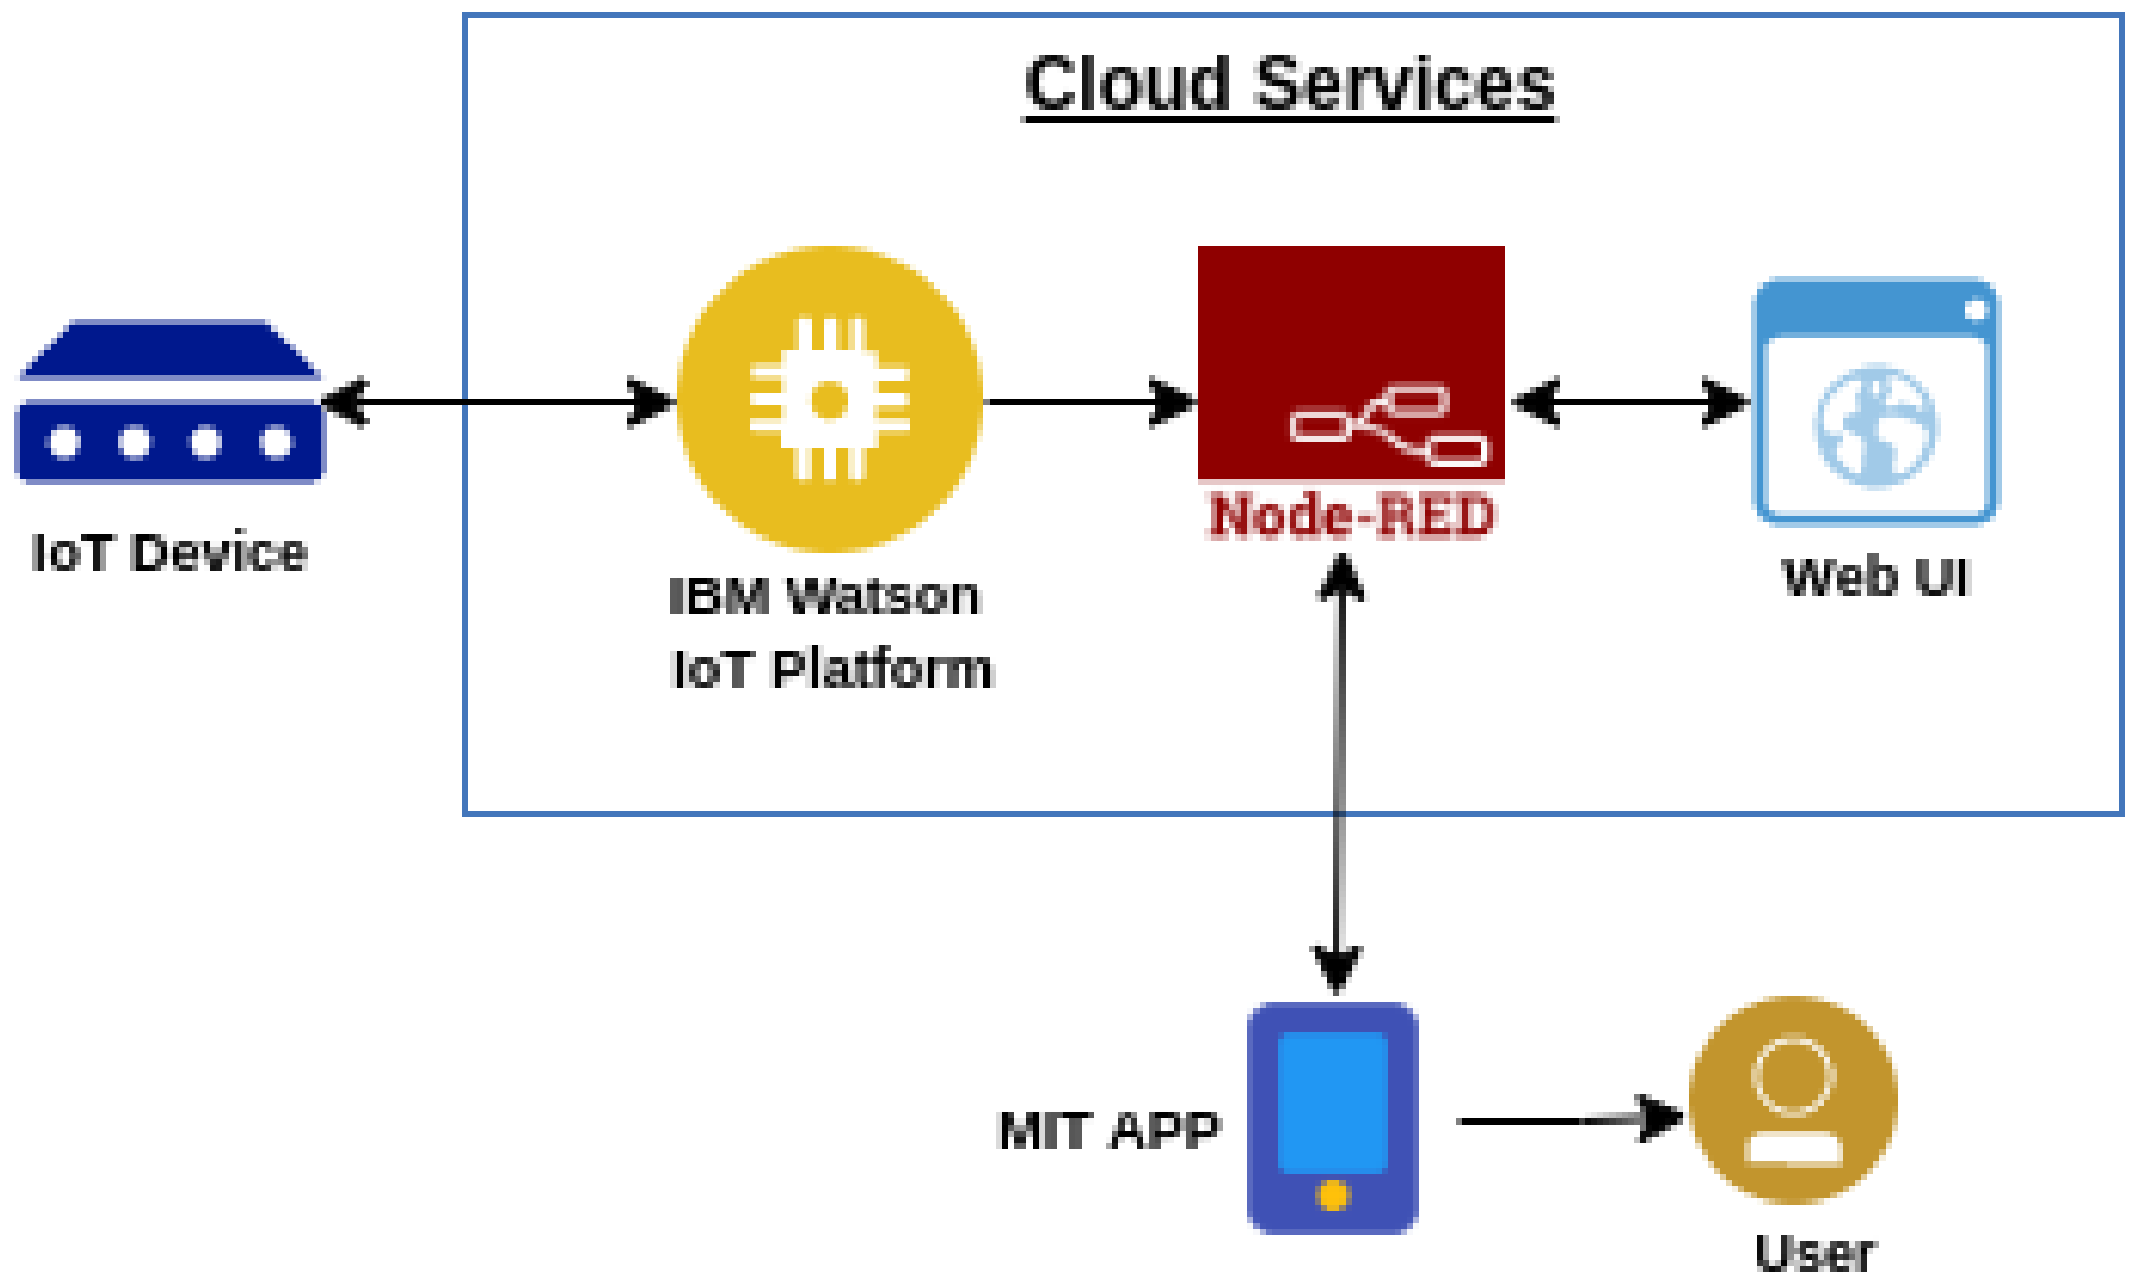 Cloud Services
IoT Device
IBM Watson
IoT Platform
Node-RED
Web UI
MIT APP
User